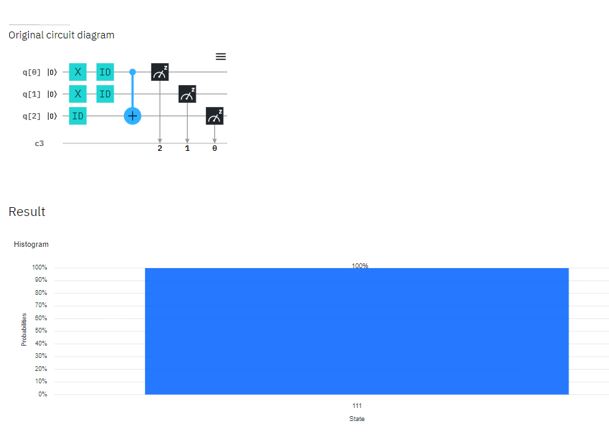 Original circuit diagram
q[0] |0⟩ X ID z
q[1] |0⟩ X ID z
q[2] |0⟩ ID + z
c3 2 1 0
Result
Histogram
100%
100%
90%
80%
70%
60%
50%
40%
30%
20%
10%
0%
Probabilities
111
State